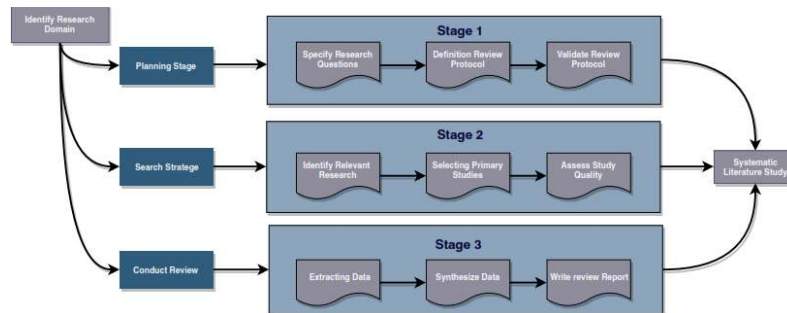 Identify Research
Domain
Planning Stage
Stage 1
Specify Research
Questions
Definition Review
Protocol
Validate Review
Protocol
Search Stratege
Stage 2
Identify Relevant
Research
Selecting Primary
Studies
Assess Study
Quality
Systematic
Literature Study
Conduct Review
Stage 3
Extracting Data
Synthesize Data
Write review Report